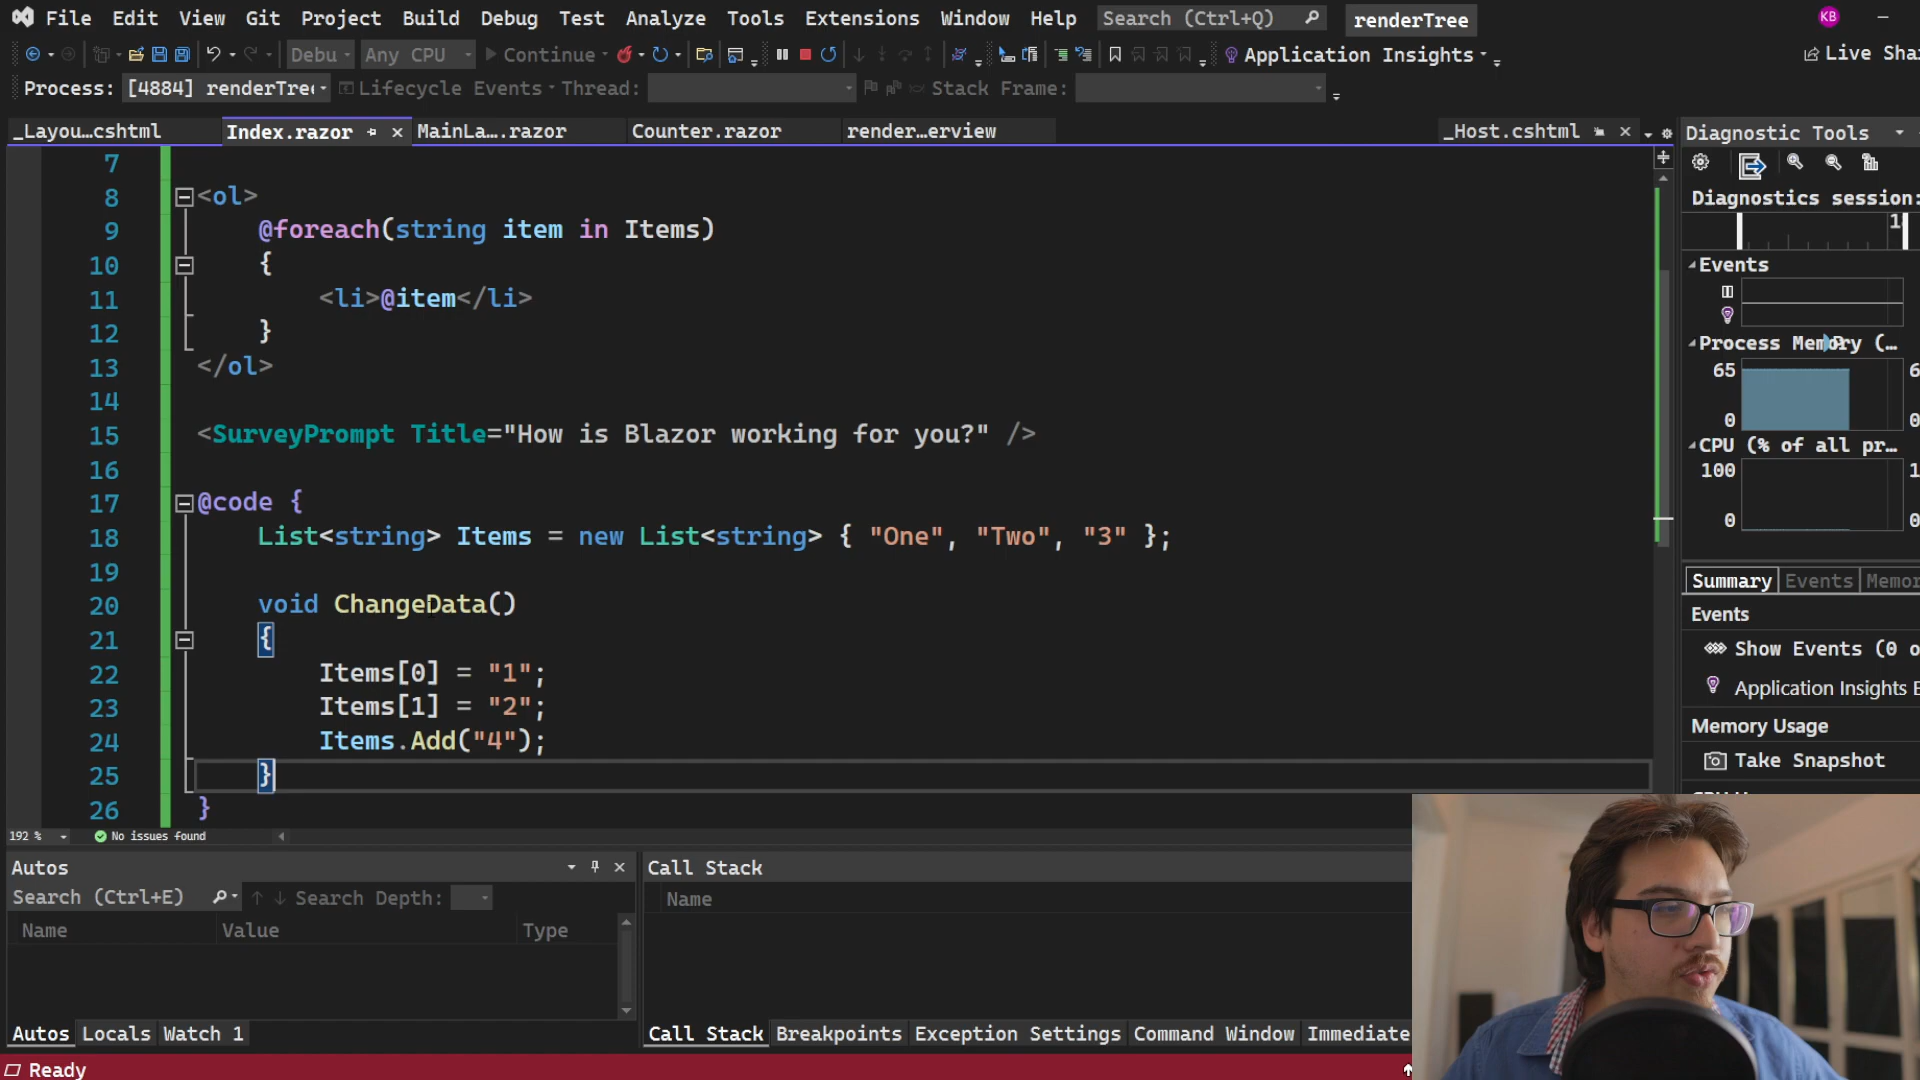 File Edit View Git Project Build Debug Test Analyze Tools Extensions Window Help Search (Ctrl+Q) renderTree KB
Debu Any CPU Continue Application Insights Live Sha
Process: [4884] renderTre Lifecycle Events Thread: Stack Frame:
_Layou…cshtml Index.razor MainLa….razor Counter.razor render…erview _Host.cshtml
7
8 <ol>
9 @foreach(string item in Items)
10 {
11 <li>@item</li>
12 }
13 </ol>
14
15 <SurveyPrompt Title="How is Blazor working for you?" />
16
17 @code {
18 List<string> Items = new List<string> { "One", "Two", "3" };
19
20 void ChangeData()
21 {
22 Items[0] = "1";
23 Items[1] = "2";
24 Items.Add("4");
25 }
26 }
192 % No issues found
Diagnostic Tools
Diagnostics session:
Events
Process Memory (…
65
0
CPU (% of all pr…
100
0
Summary Events Memor
Events
Show Events (0 o
Application Insights E
Memory Usage
Take Snapshot
Autos
Search (Ctrl+E) Search Depth:
Name Value Type
Autos Locals Watch 1
Call Stack
Name
Call Stack Breakpoints Exception Settings Command Window Immediate
Ready